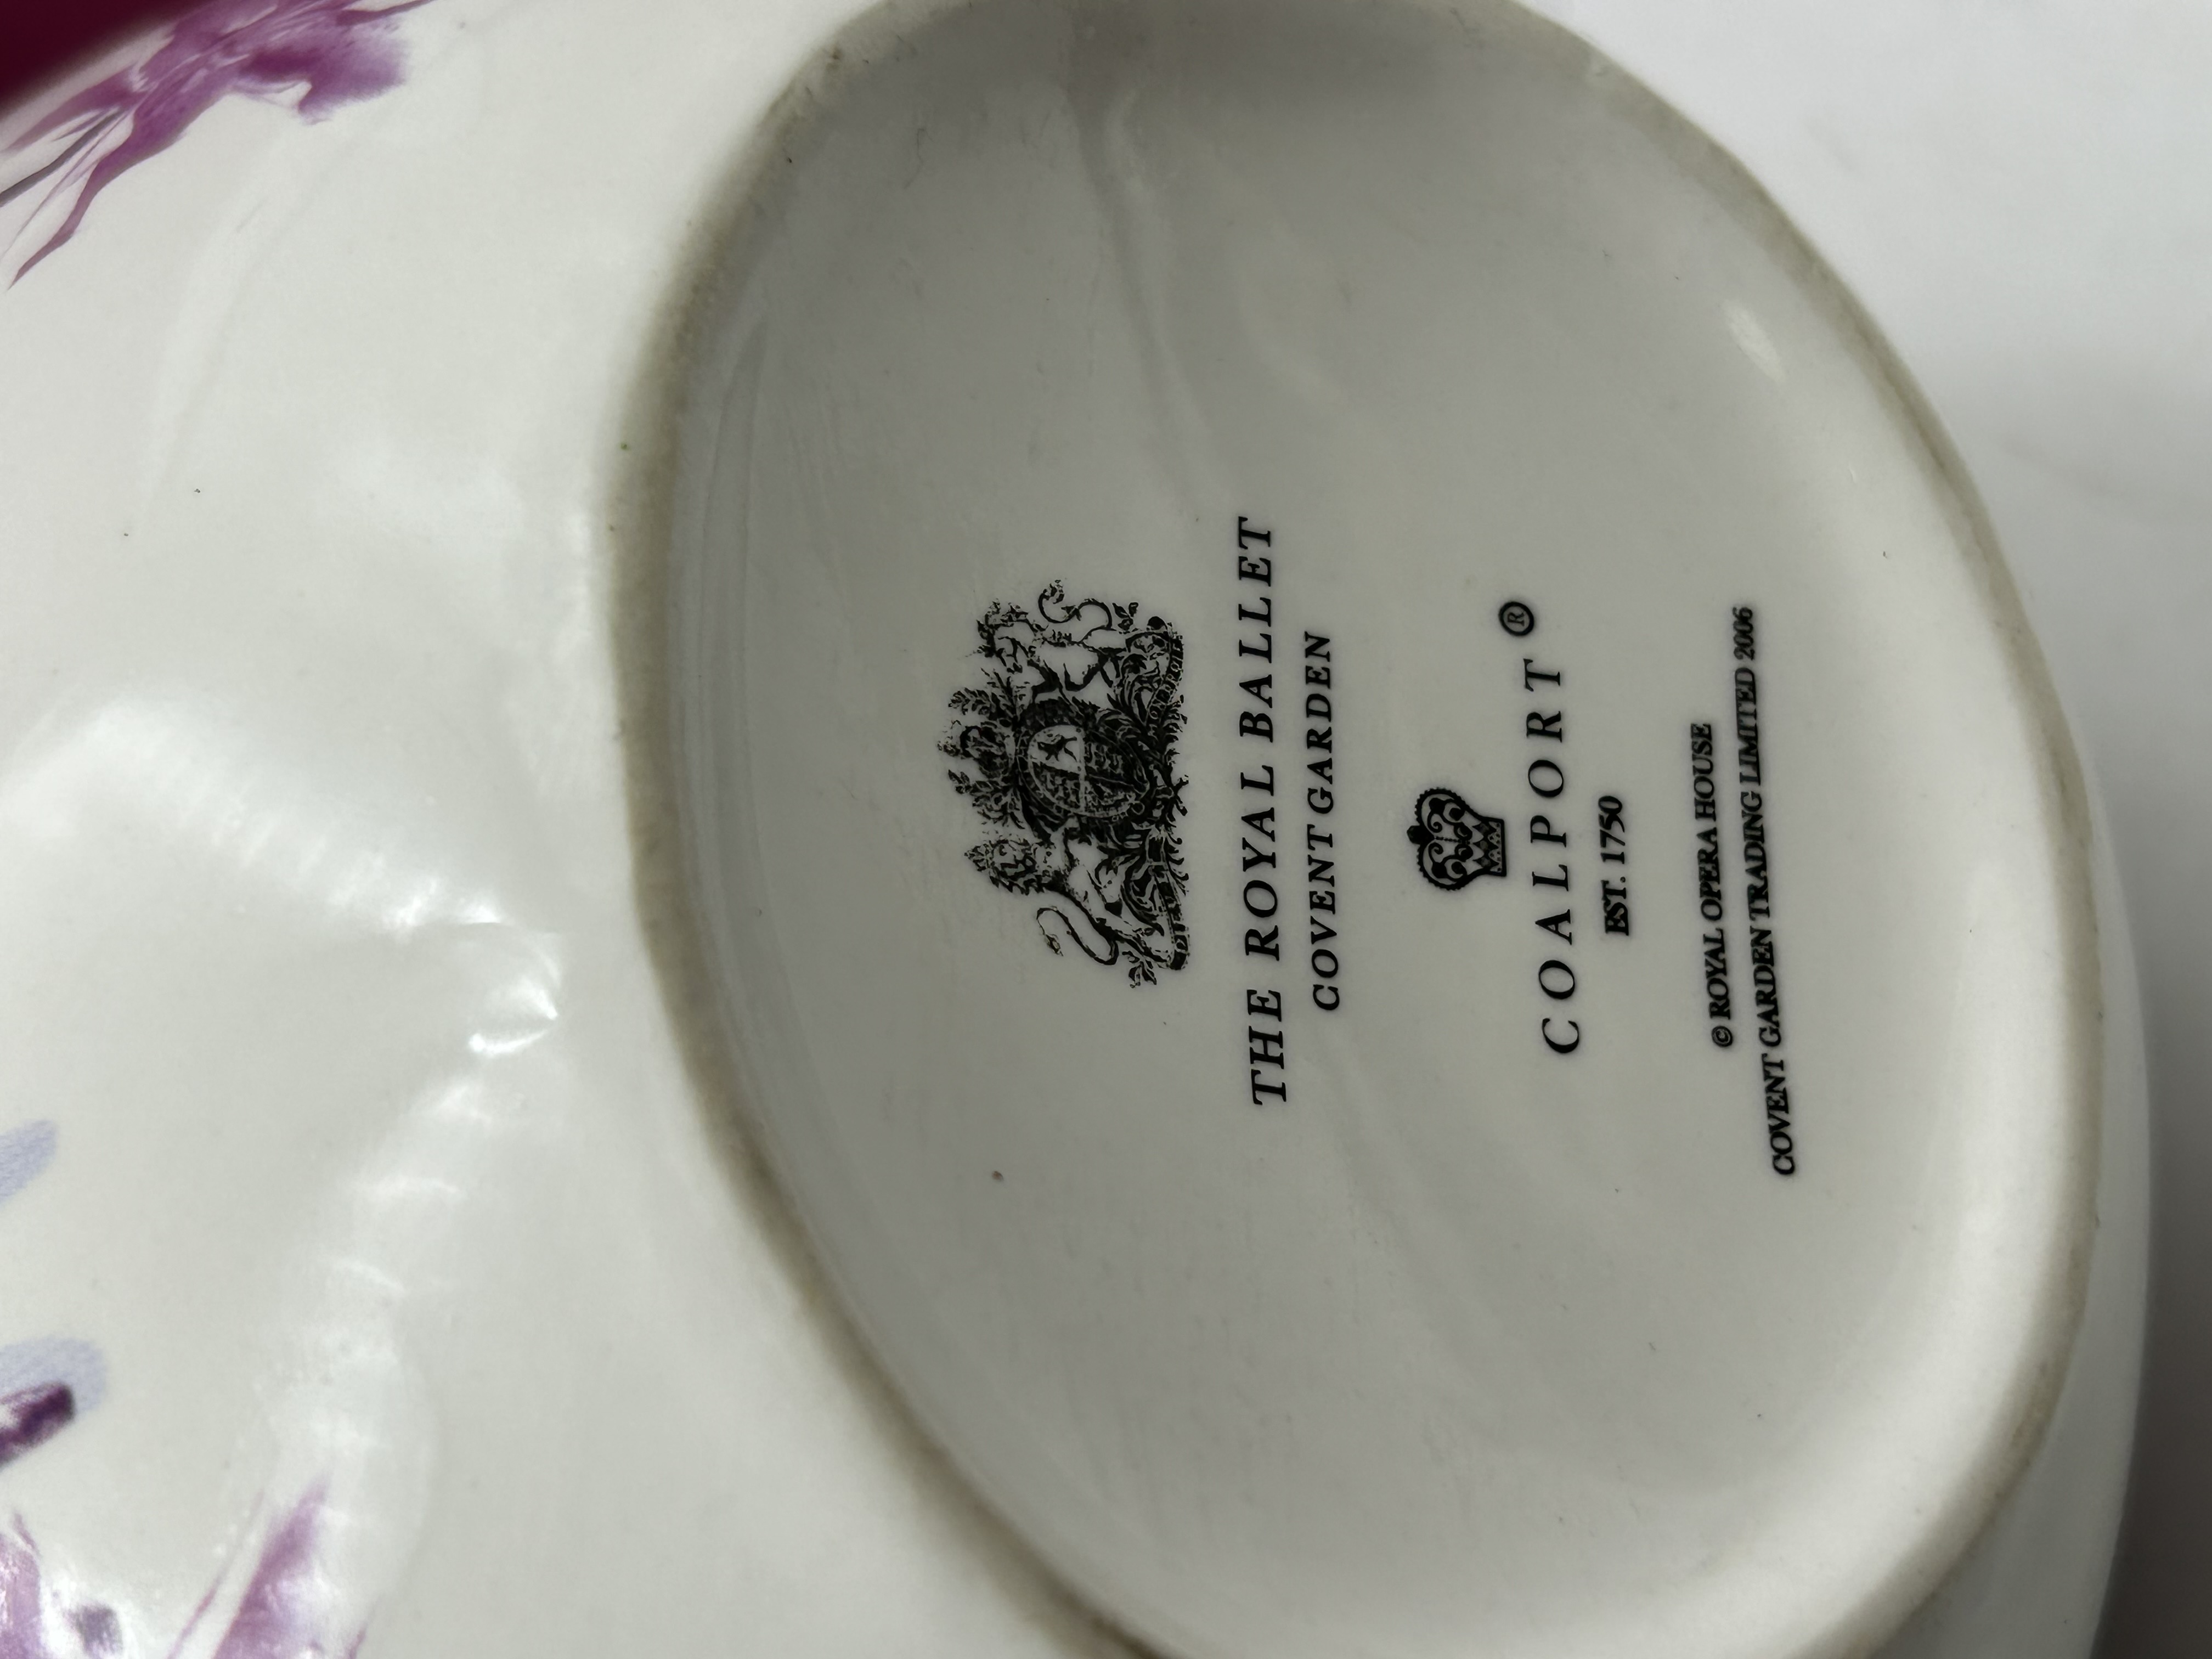 THE ROYAL BALLET
COVENT GARDEN
COALPORT®
EST. 1750
© ROYAL OPERA HOUSE
COVENT GARDEN TRADING LIMITED 2006